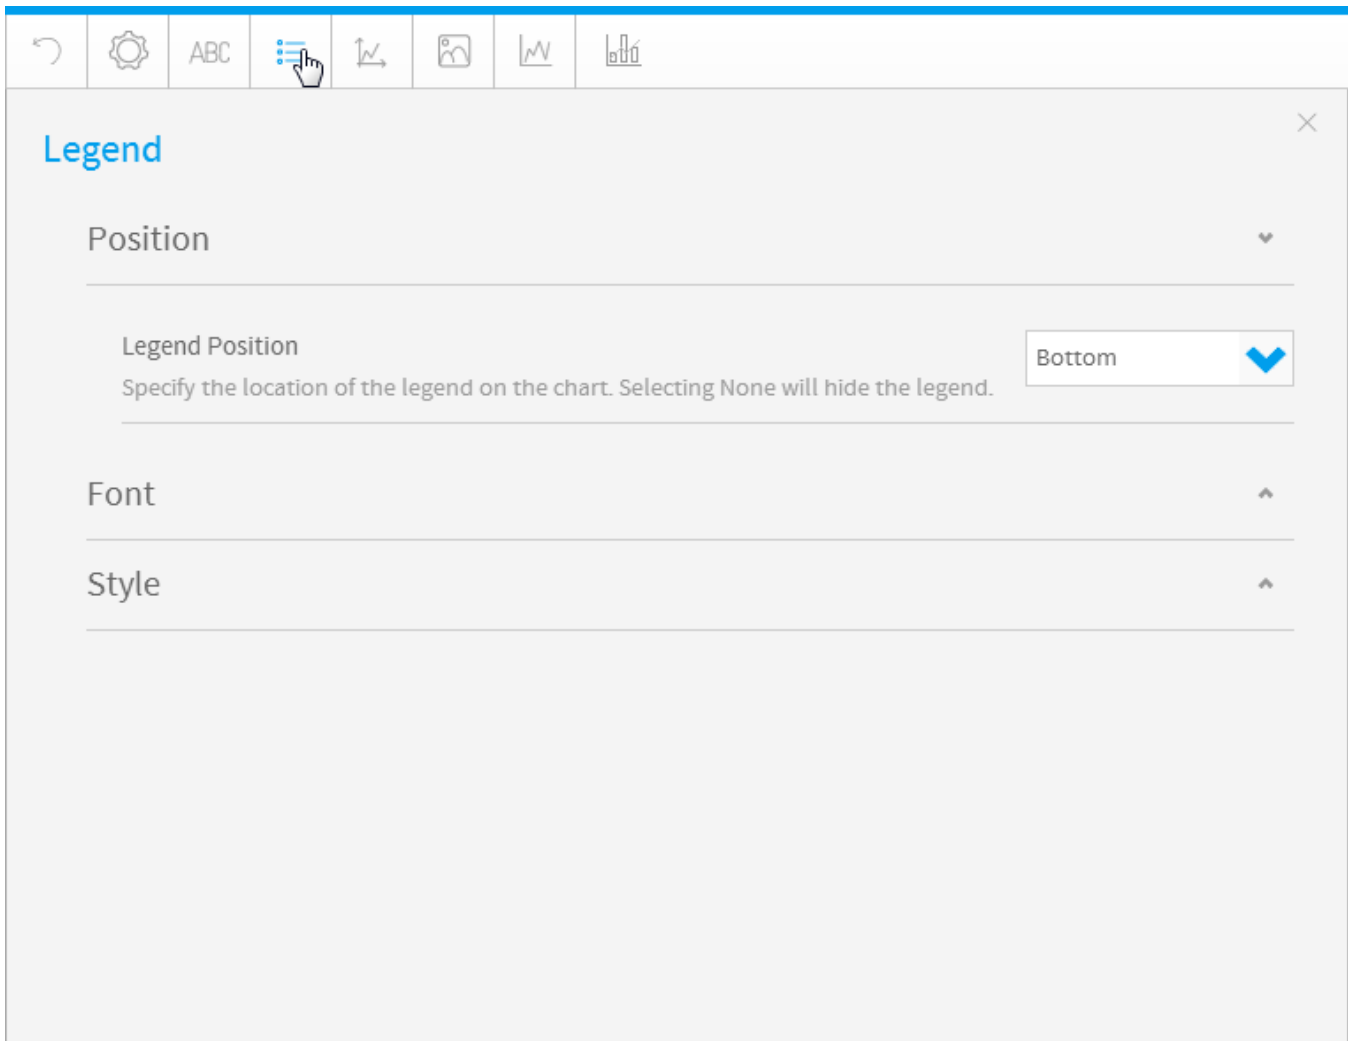 ABC
Legend
Position
Legend Position
Specify the location of the legend on the chart. Selecting None will hide the legend.
Bottom
Font
Style